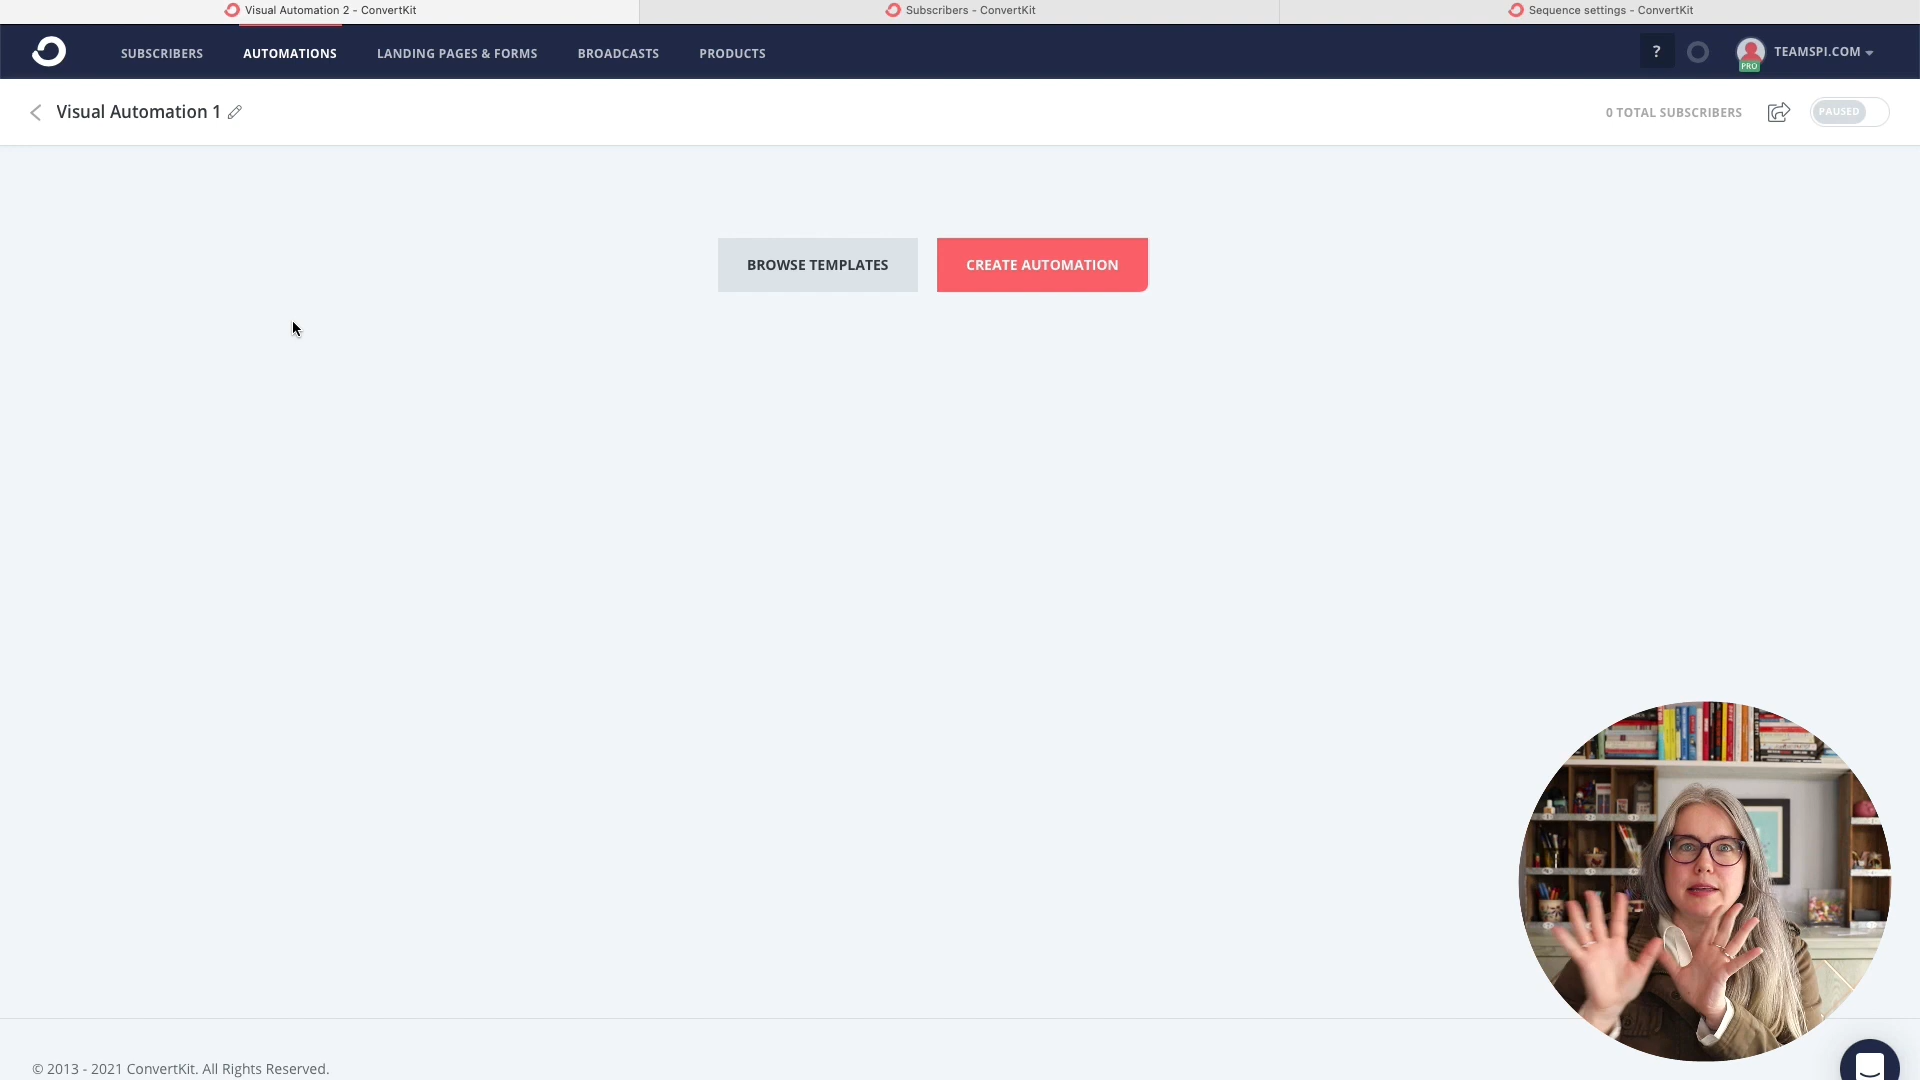 Visual Automation 2 - ConvertKit
Subscribers - ConvertKit
Sequence settings - ConvertKit
SUBSCRIBERS
AUTOMATIONS
LANDING PAGES & FORMS
BROADCASTS
PRODUCTS
?
TEAMSPI.COM
PRO
Visual Automation 1
0 TOTAL SUBSCRIBERS
PAUSED
BROWSE TEMPLATES
CREATE AUTOMATION
© 2013 - 2021 ConvertKit. All Rights Reserved.